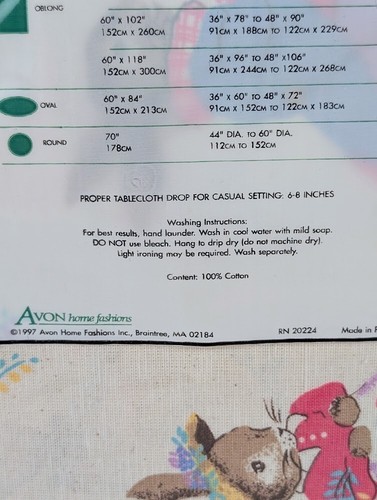 OBLONG 60" x 102" 36" x 78" TO 48" x 90"
152CM x 260CM 91CM x 188CM TO 122CM x 229CM
60" x 118" 36" x 96" TO 48" x106"
152CM x 300CM 91CM x 244CM TO 122CM x 268CM
OVAL 60" x 84" 36" x 60" TO 48" x 72"
152CM x 213CM 91CM x 152CM TO 122CM x 183CM
ROUND 70" 44" DIA. TO 60" DIA.
178CM 112CM TO 152CM
PROPER TABLECLOTH DROP FOR CASUAL SETTING: 6-8 INCHES
Washing Instructions:
For best results, hand launder. Wash in cool water with mild soap.
DO NOT use bleach. Hang to drip dry (do not machine dry).
Light ironing may be required. Wash separately.
Content: 100% Cotton
AVON home fashions
©1997 Avon Home Fashions Inc., Braintree, MA 02184 RN 20224 Made in